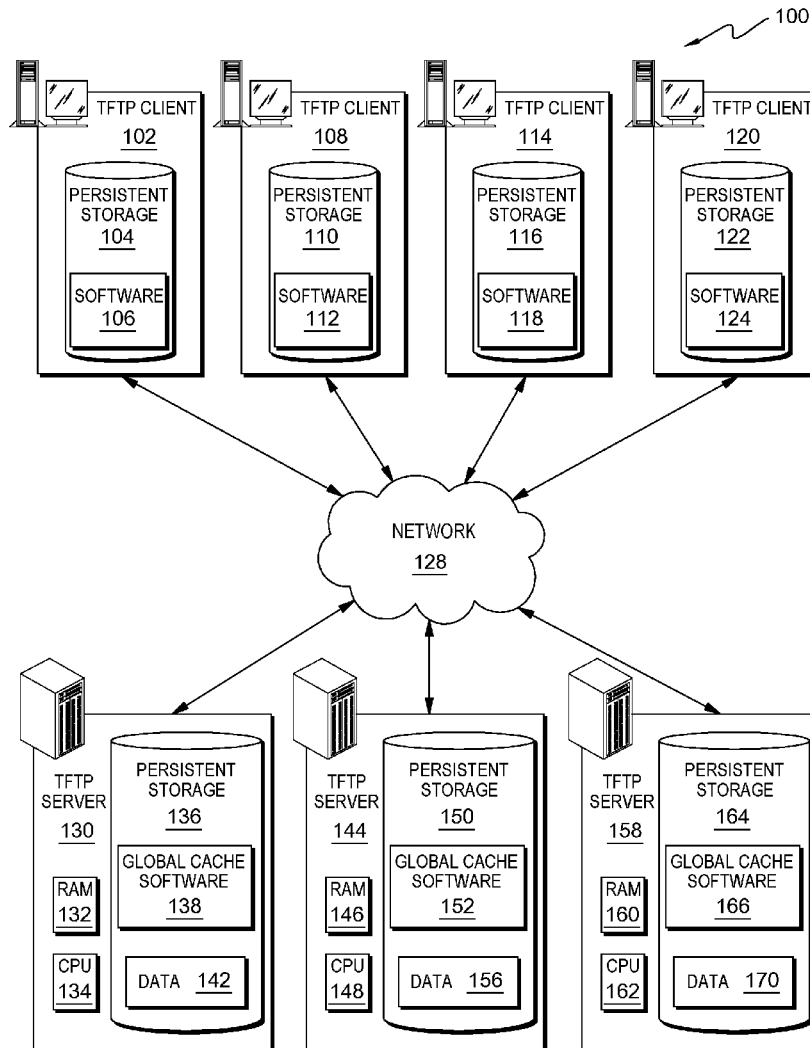 100
TFTP CLIENT
102
PERSISTENT
STORAGE
104
SOFTWARE
106
TFTP CLIENT
108
PERSISTENT
STORAGE
110
SOFTWARE
112
TFTP CLIENT
114
PERSISTENT
STORAGE
116
SOFTWARE
118
TFTP CLIENT
120
PERSISTENT
STORAGE
122
SOFTWARE
124
NETWORK
128
TFTP
SERVER
130
RAM
132
CPU
134
PERSISTENT
STORAGE
136
GLOBAL CACHE
SOFTWARE
138
DATA 142
TFTP
SERVER
144
RAM
146
CPU
148
PERSISTENT
STORAGE
150
GLOBAL CACHE
SOFTWARE
152
DATA 156
TFTP
SERVER
158
RAM
160
CPU
162
PERSISTENT
STORAGE
164
GLOBAL CACHE
SOFTWARE
166
DATA 170